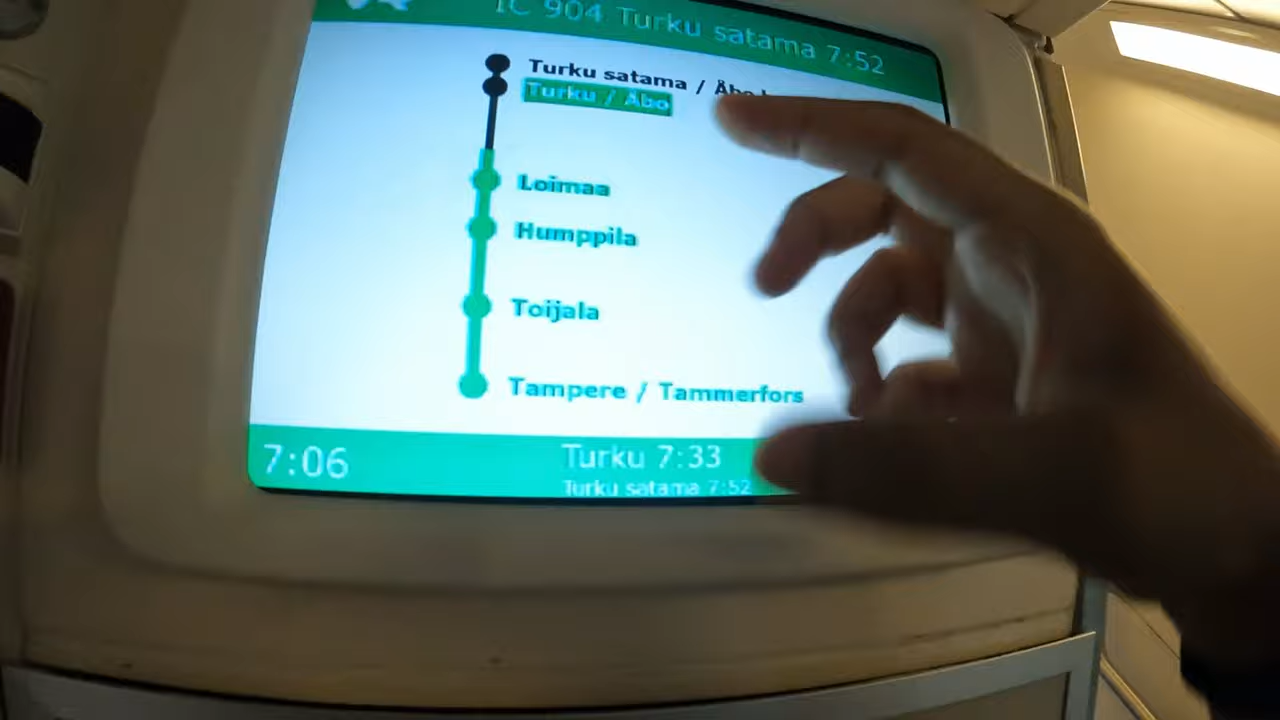 IC 904 Turku satama 7:52
Turku satama / Åbo
Turku / Åbo
Loimaa
Humppila
Toijala
Tampere / Tammerfors
7:06
Turku 7:33
Turku satama 7:52